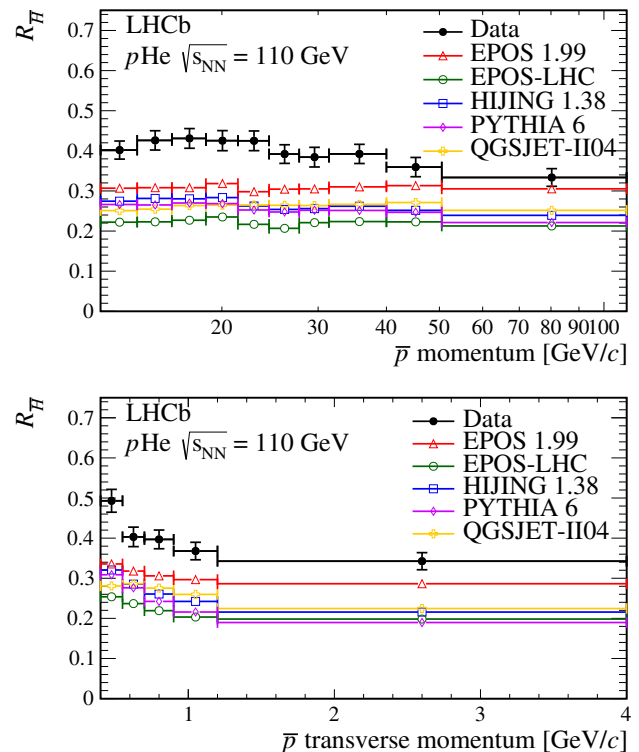 R_H̅
LHCb
pHe √s_NN = 110 GeV
Data
EPOS 1.99
EPOS-LHC
HIJING 1.38
PYTHIA 6
QGSJET-II04
0.7
0.6
0.5
0.4
0.3
0.2
0.1
0
20 30 40 50 60 70 80 90 100
p̅ momentum [GeV/c]
R_H̅
LHCb
pHe √s_NN = 110 GeV
Data
EPOS 1.99
EPOS-LHC
HIJING 1.38
PYTHIA 6
QGSJET-II04
0.7
0.6
0.5
0.4
0.3
0.2
0.1
0
1 2 3 4
p̅ transverse momentum [GeV/c]